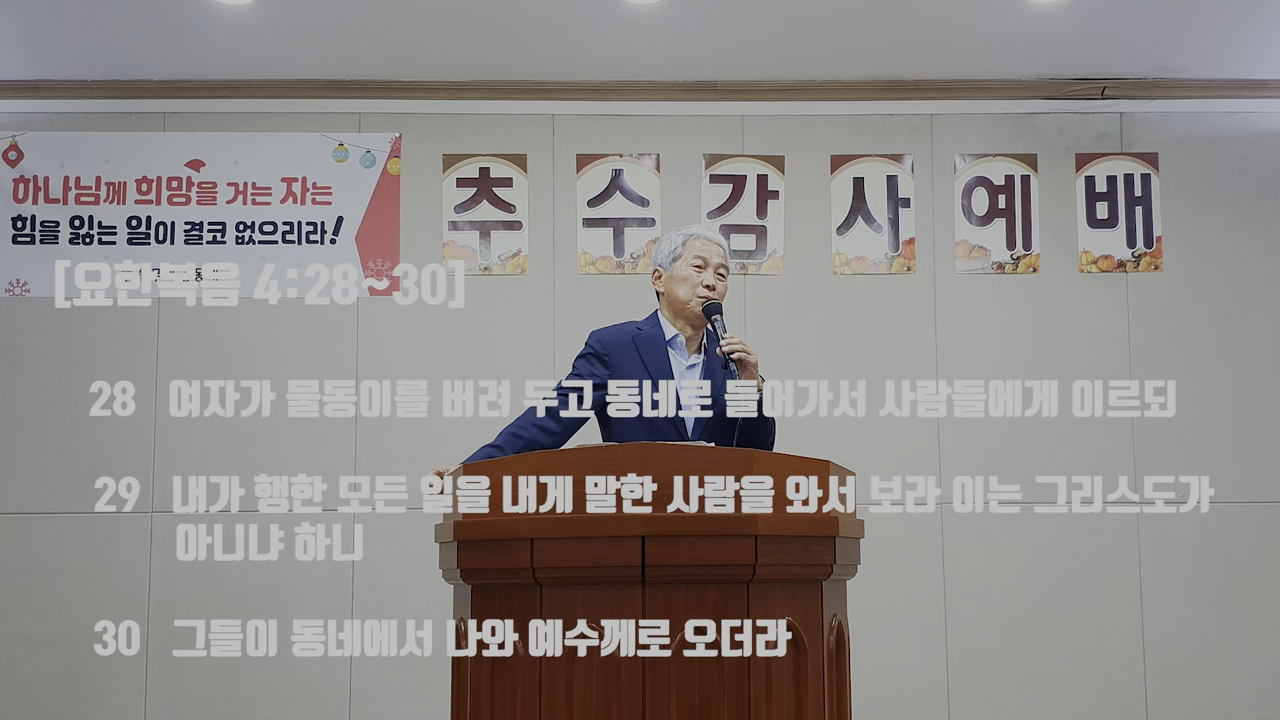 하나님께 희망을 거는 자는
힘을 잃는 일이 결코 없으리라!
추수감사예배
[요한복음 4:28~30]
28 여자가 물동이를 버려 두고 동네로 들어가서 사람들에게 이르되
29 내가 행한 모든 일을 내게 말한 사람을 와서 보라 이는 그리스도가
아니냐 하니
30 그들이 동네에서 나와 예수께로 오더라